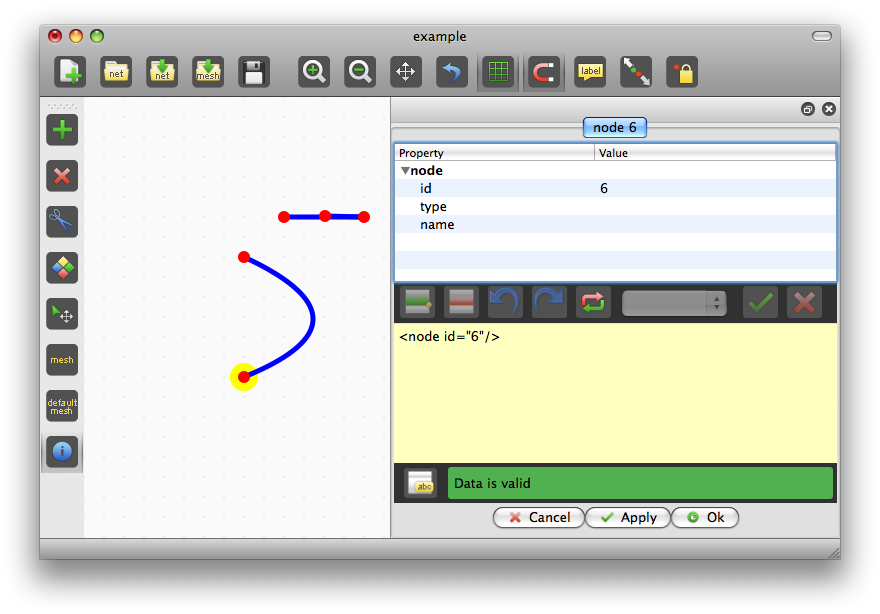 example
net
net
mesh
label
node 6
Property Value
node
id 6
type
name
<node id="6"/>
mesh
default
mesh
abc
Data is valid
Cancel Apply Ok